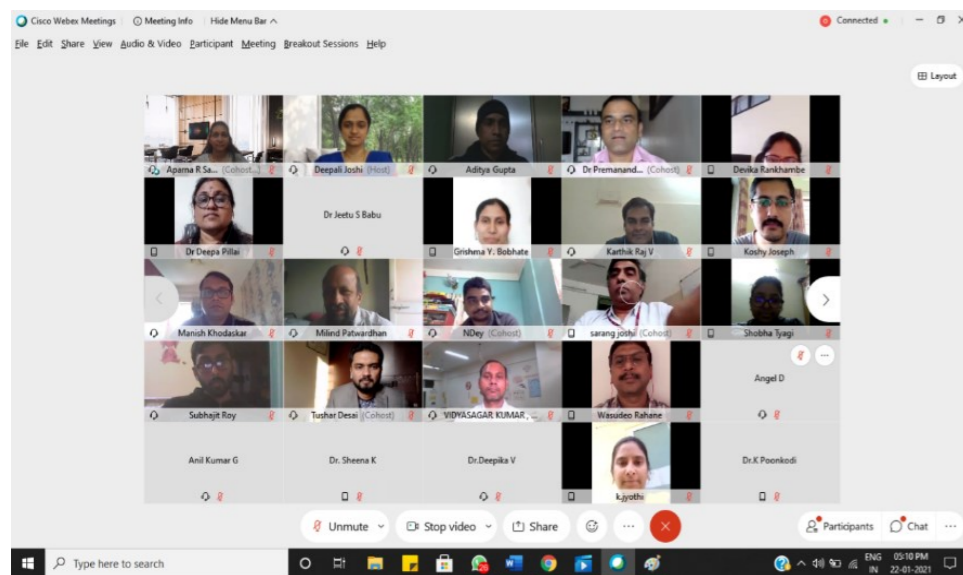 Cisco Webex Meetings Meeting Info Hide Menu Bar Connected
File Edit Share View Audio & Video Participant Meeting Breakout Sessions Help
Layout
Aparna R Sa... (Cohost...) Deepali Joshi (Host) Aditya Gupta Dr Premanand... (Cohost) Devika Rankhambe
Dr Deepa Pillai Dr Jeetu S Babu Grishma Y. Bobhate Karthik Raj V Koshy Joseph
Manish Khodaskar Milind Patwardhan NDey (Cohost) sarang joshi (Cohost) Shobha Tyagi
Subhajit Roy Tushar Desai (Cohost) VIDYASAGAR KUMAR , ... Wasudeo Rahane Angel D
Anil Kumar G Dr. Sheena K Dr.Deepika V k.jyothi Dr.K Poonkodi
Unmute Stop video Share Participants Chat
Type here to search ENG 05:10 PM
IN 22-01-2021